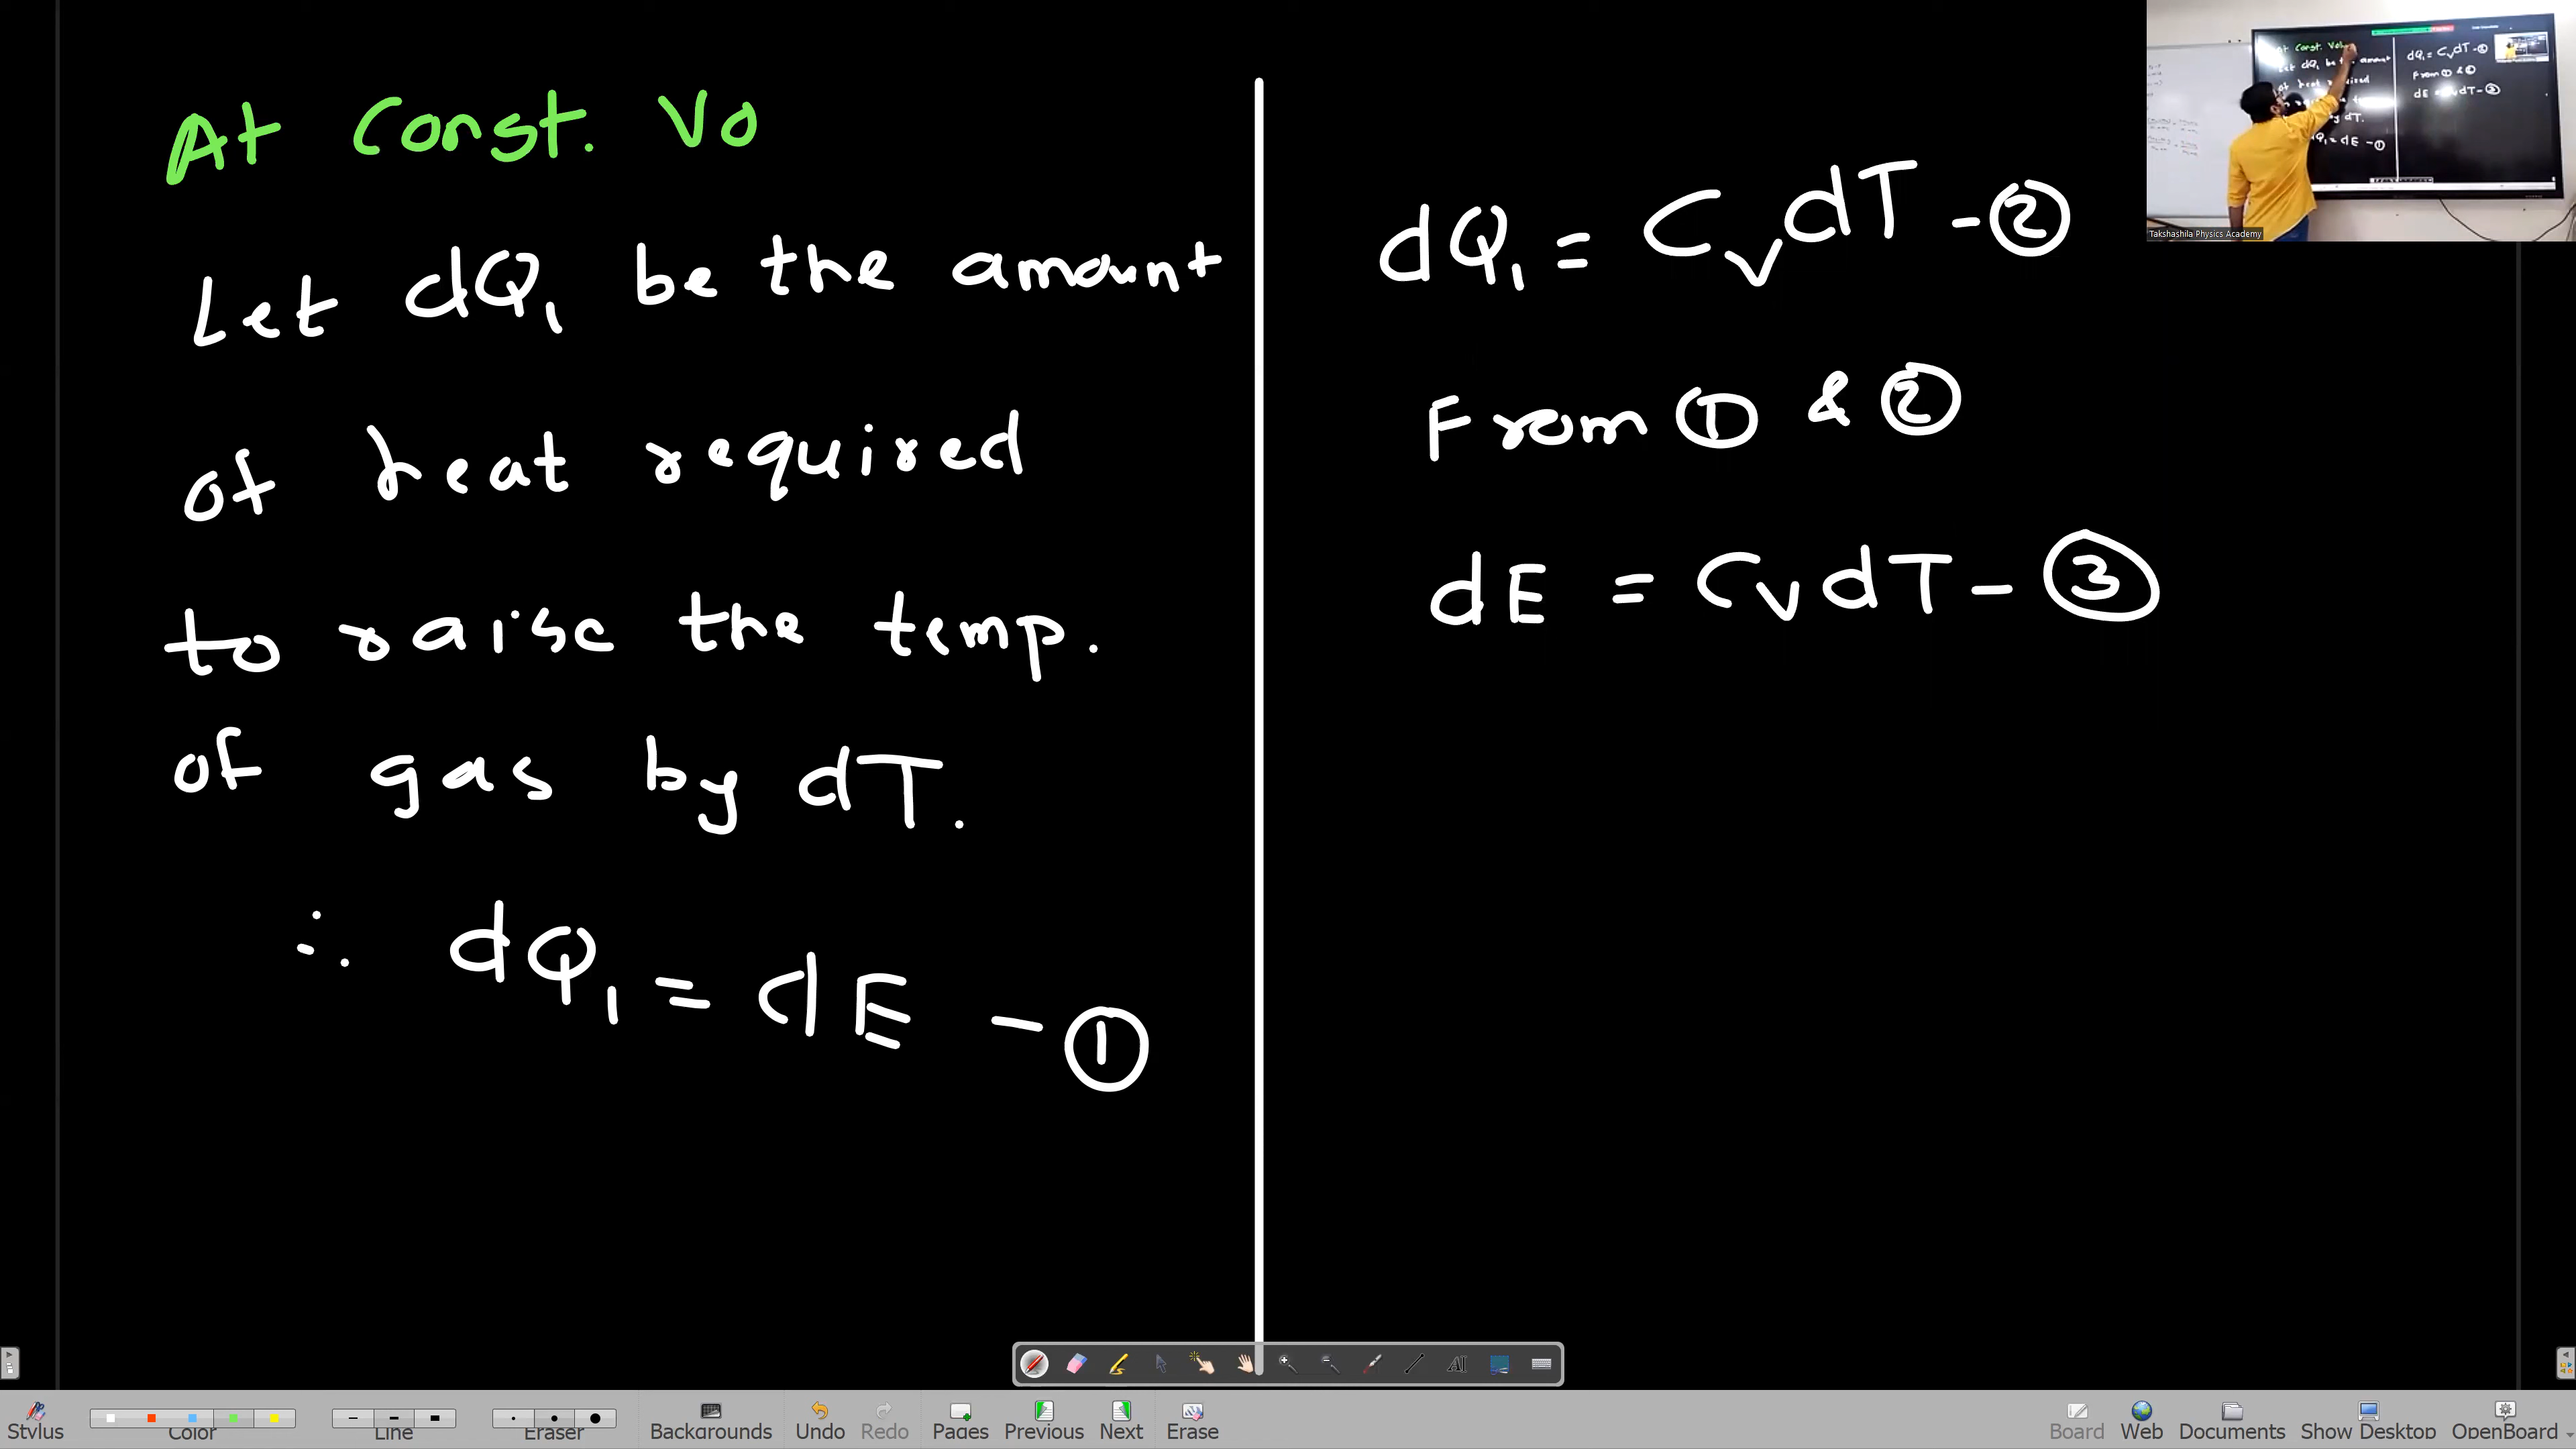 At Const. Vo
Let dQ₁ be the amount
of heat required
to raise the temp.
of gas by dT.
∴ dQ₁ = dE - ①
dQ₁ = CvdT - ②
From ① & ②
dE = CvdT - ③
Takshashila Physics Academy
Stylus
Color
Line
Eraser
Backgrounds
Undo
Redo
Pages
Previous
Next
Erase
Board
Web
Documents
Show Desktop
OpenBoard